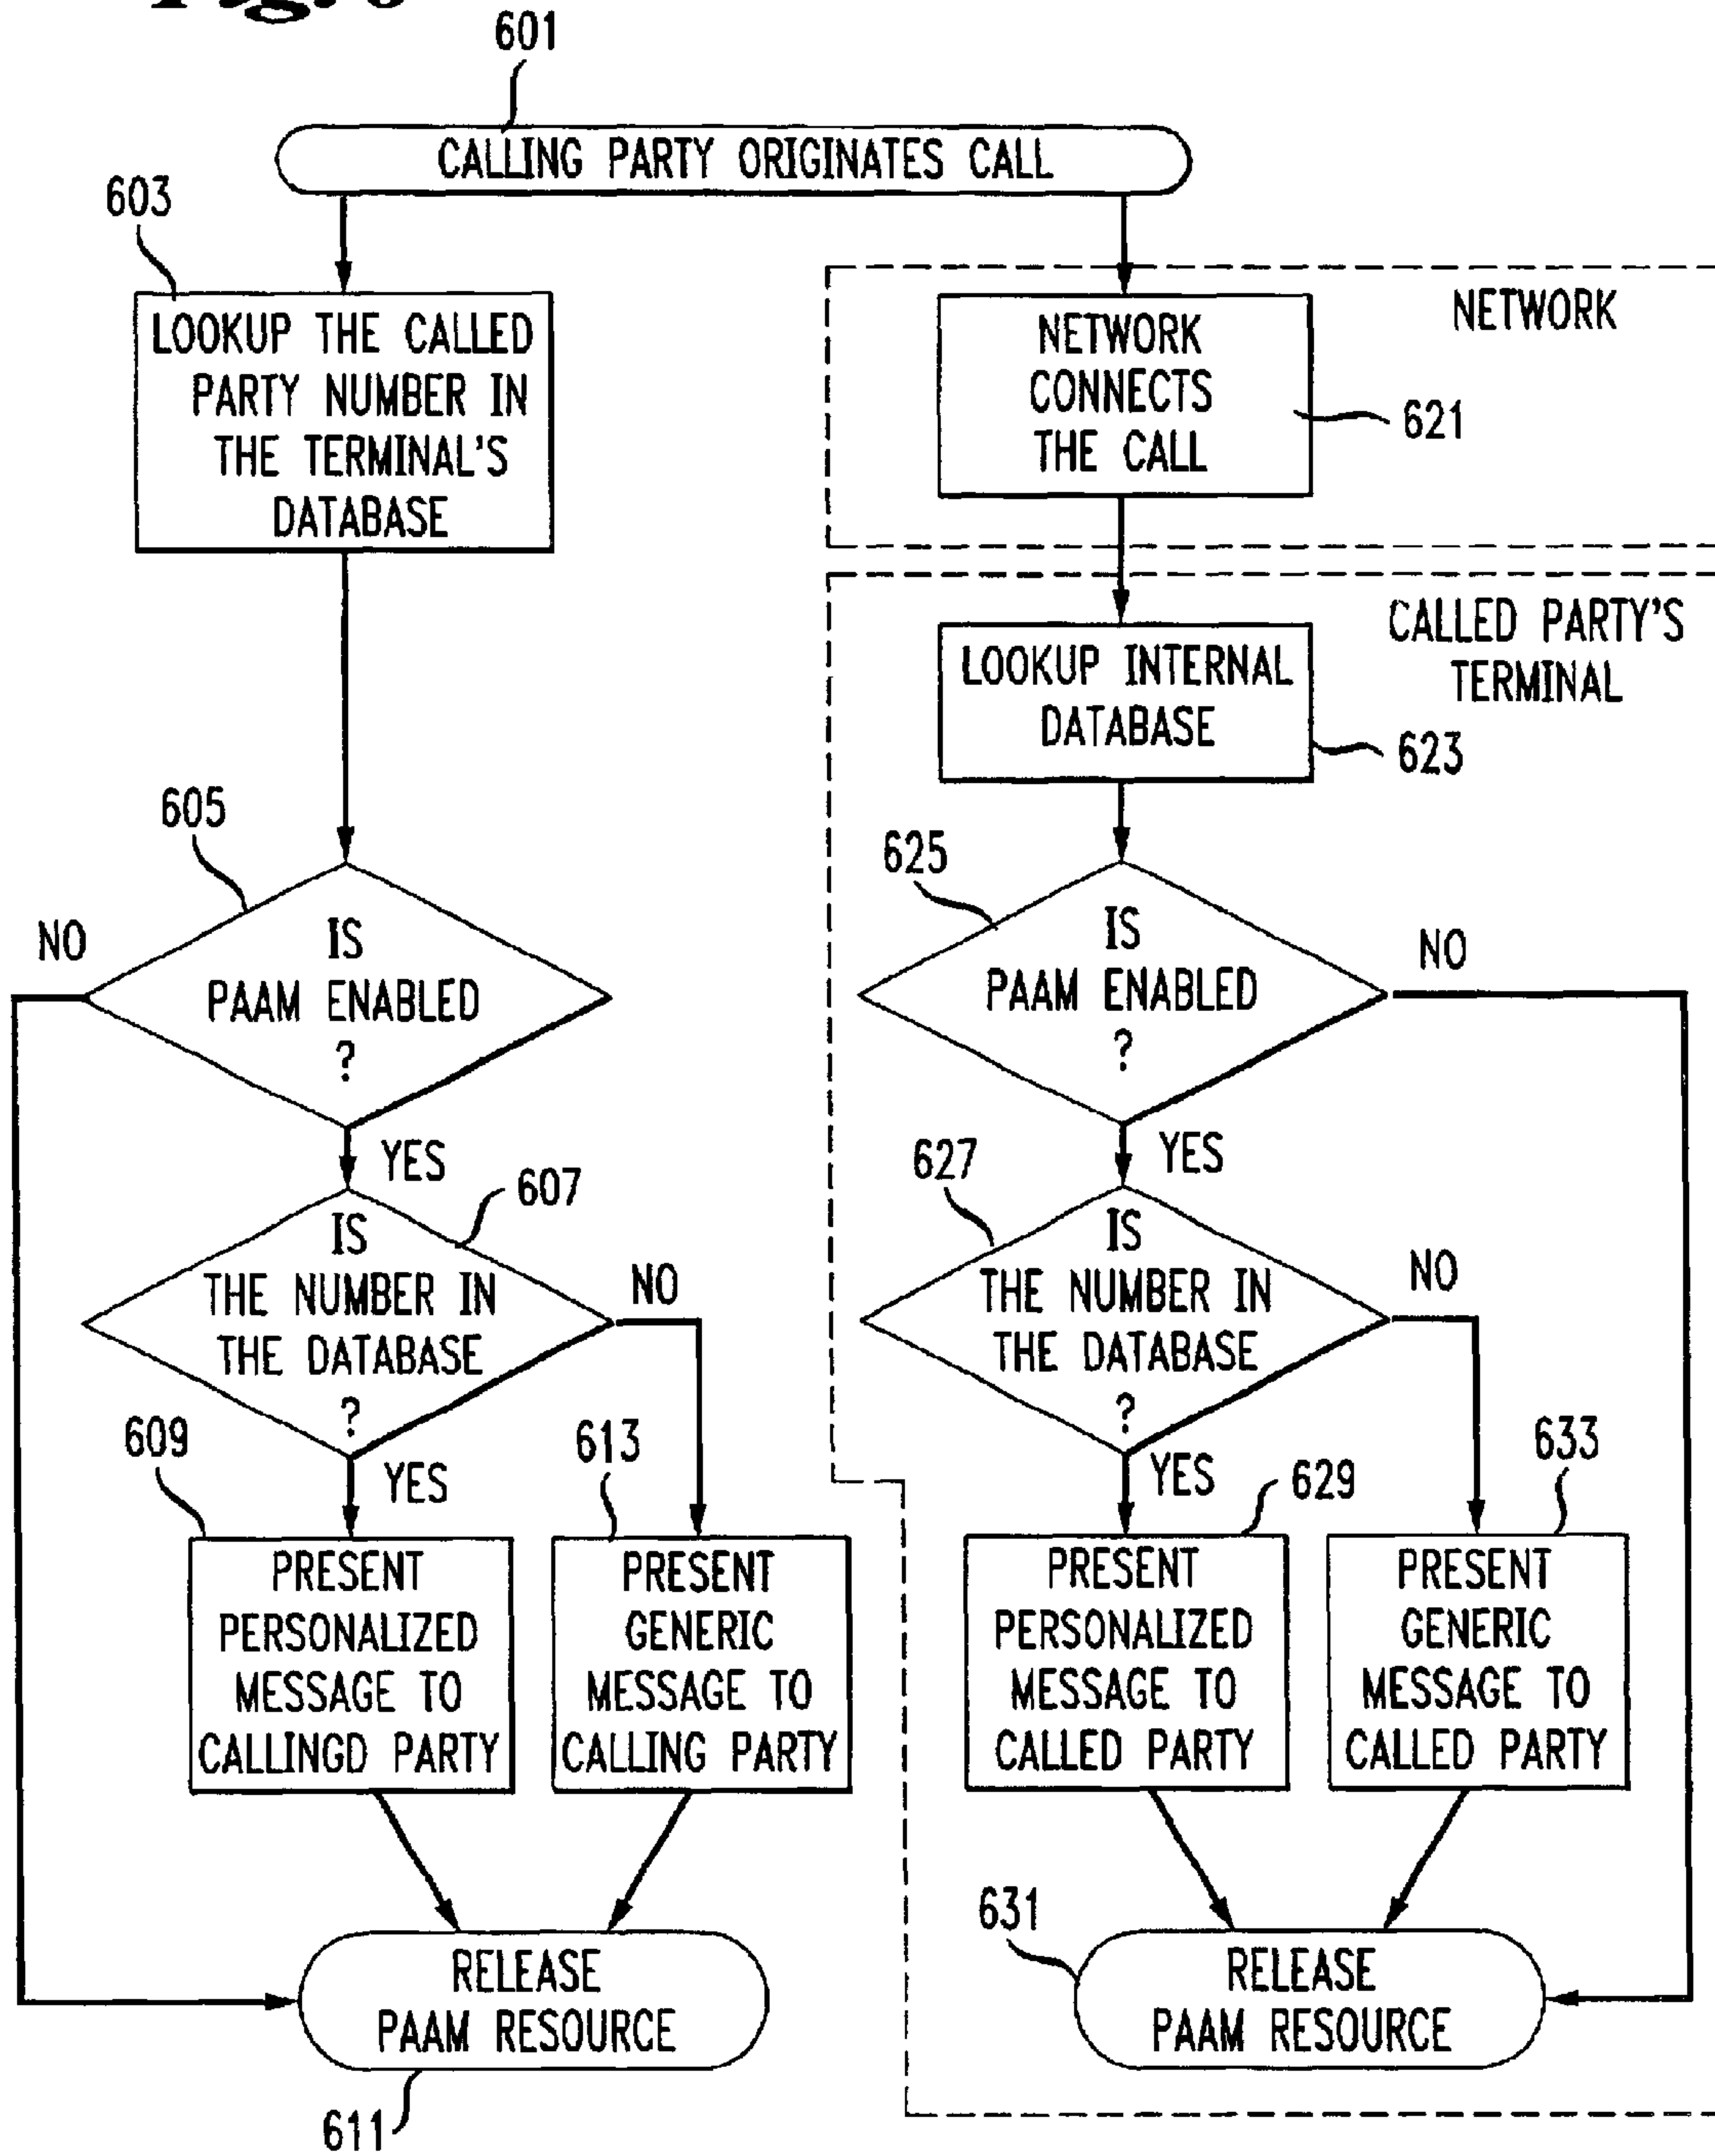 601
CALLING PARTY ORIGINATES CALL
603
LOOKUP THE CALLED
PARTY NUMBER IN
THE TERMINAL'S
DATABASE
NETWORK
NETWORK
CONNECTS
THE CALL
621
CALLED PARTY'S
TERMINAL
LOOKUP INTERNAL
DATABASE
623
605
NO
IS
PAAM ENABLED
?
YES
625
IS
PAAM ENABLED
?
NO
YES
607
IS
THE NUMBER IN
THE DATABASE
?
NO
YES
627
IS
THE NUMBER IN
THE DATABASE
?
NO
YES
609
PRESENT
PERSONALIZED
MESSAGE TO
CALLINGD PARTY
613
PRESENT
GENERIC
MESSAGE TO
CALLING PARTY
629
PRESENT
PERSONALIZED
MESSAGE TO
CALLED PARTY
633
PRESENT
GENERIC
MESSAGE TO
CALLED PARTY
RELEASE
PAAM RESOURCE
611
631
RELEASE
PAAM RESOURCE